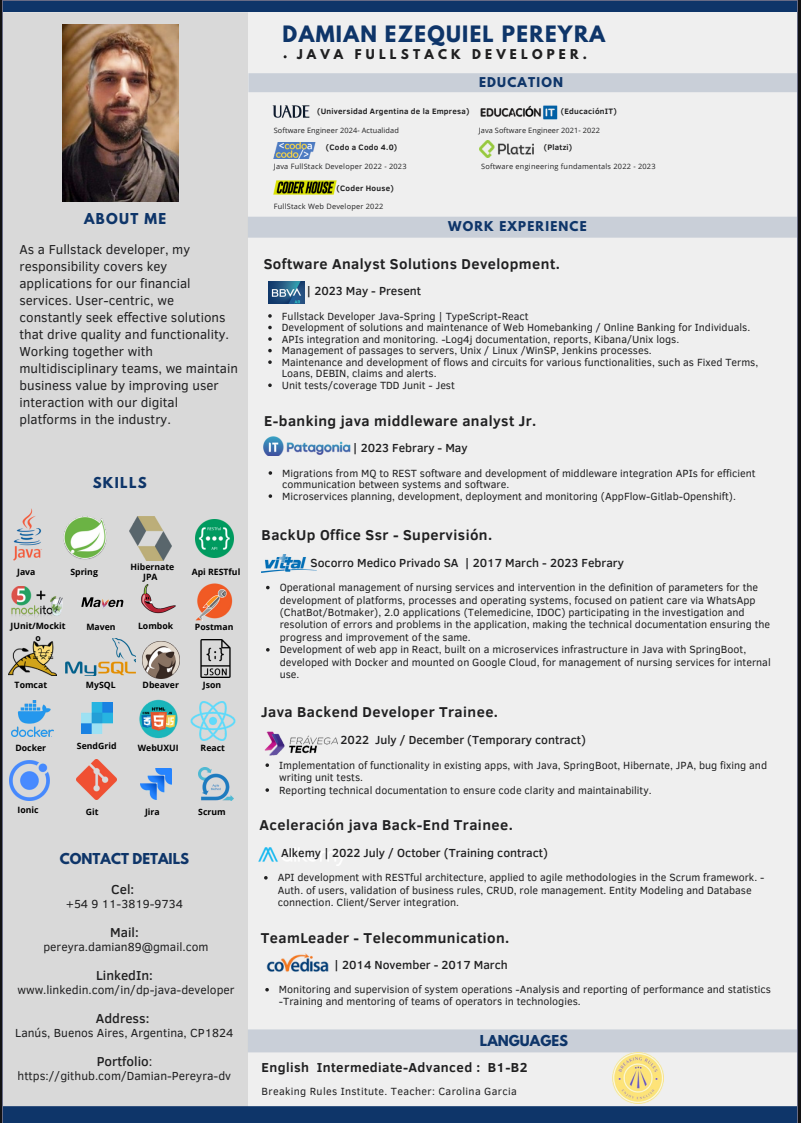 DAMIAN EZEQUIEL PEREYRA
. JAVA FULLSTACK DEVELOPER.
EDUCATION
UADE (Universidad Argentina de la Empresa)
Software Engineer 2024- Actualidad
EDUCACIÓN IT (EducaciónIT)
Java Software Engineer 2021- 2022
<codoa codo/> (Codo a Codo 4.0)
Java FullStack Developer 2022 - 2023
Platzi (Platzi)
Software engineering fundamentals 2022 - 2023
CODER HOUSE (Coder House)
FullStack Web Developer 2022
ABOUT ME
As a Fullstack developer, my
responsibility covers key
applications for our financial
services. User-centric, we
constantly seek effective solutions
that drive quality and functionality.
Working together with
multidisciplinary teams, we maintain
business value by improving user
interaction with our digital
platforms in the industry.
SKILLS
Java
RESTful
API
Java
Spring
Hibernate
JPA
Api RESTful
5 + mockito
Maven
JUnit/Mockit
Maven
Lombok
Postman
MySQL
{:}
JSON
Tomcat
MySQL
Dbeaver
Json
docker
HTML
JS 5 3
Docker
SendGrid
WebUXUI
React
Ionic
Git
Jira
Scrum
CONTACT DETAILS
Cel:
+54 9 11-3819-9734
Mail:
pereyra.damian89@gmail.com
LinkedIn:
www.linkedin.com/in/dp-java-developer
Address:
Lanús, Buenos Aires, Argentina, CP1824
Portfolio:
https://github.com/Damian-Pereyra-dv
WORK EXPERIENCE
Software Analyst Solutions Development.
BBVA | 2023 May - Present
• Fullstack Developer Java-Spring | TypeScript-React
• Development of solutions and maintenance of Web Homebanking / Online Banking for Individuals.
• APIs integration and monitoring. -Log4j documentation, reports, Kibana/Unix logs.
• Management of passages to servers, Unix / Linux /WinSP, Jenkins processes.
• Maintenance and development of flows and circuits for various functionalities, such as Fixed Terms,
Loans, DEBIN, claims and alerts.
• Unit tests/coverage TDD Junit - Jest
E-banking java middleware analyst Jr.
IT Patagonia | 2023 Febrary - May
• Migrations from MQ to REST software and development of middleware integration APIs for efficient
communication between systems and software.
• Microservices planning, development, deployment and monitoring (AppFlow-Gitlab-Openshift).
BackUp Office Ssr - Supervisión.
vittal Socorro Medico Privado SA | 2017 March - 2023 Febrary
• Operational management of nursing services and intervention in the definition of parameters for the
development of platforms, processes and operating systems, focused on patient care via WhatsApp
(ChatBot/Botmaker), 2.0 applications (Telemedicine, IDOC) participating in the investigation and
resolution of errors and problems in the application, making the technical documentation ensuring the
progress and improvement of the same.
• Development of web app in React, built on a microservices infrastructure in Java with SpringBoot,
developed with Docker and mounted on Google Cloud, for management of nursing services for internal
use.
Java Backend Developer Trainee.
FRÁVEGA
TECH 2022 July / December (Temporary contract)
• Implementation of functionality in existing apps, with Java, SpringBoot, Hibernate, JPA, bug fixing and
writing unit tests.
• Reporting technical documentation to ensure code clarity and maintainability.
Aceleración java Back-End Trainee.
Alkemy | 2022 July / October (Training contract)
• API development with RESTful architecture, applied to agile methodologies in the Scrum framework. -
Auth. of users, validation of business rules, CRUD, role management. Entity Modeling and Database
connection. Client/Server integration.
TeamLeader - Telecommunication.
covedisa | 2014 November - 2017 March
• Monitoring and supervision of system operations -Analysis and reporting of performance and statistics
-Training and mentoring of teams of operators in technologies.
LANGUAGES
English Intermediate-Advanced : B1-B2
Breaking Rules Institute. Teacher: Carolina Garcia
BREAKING RULES